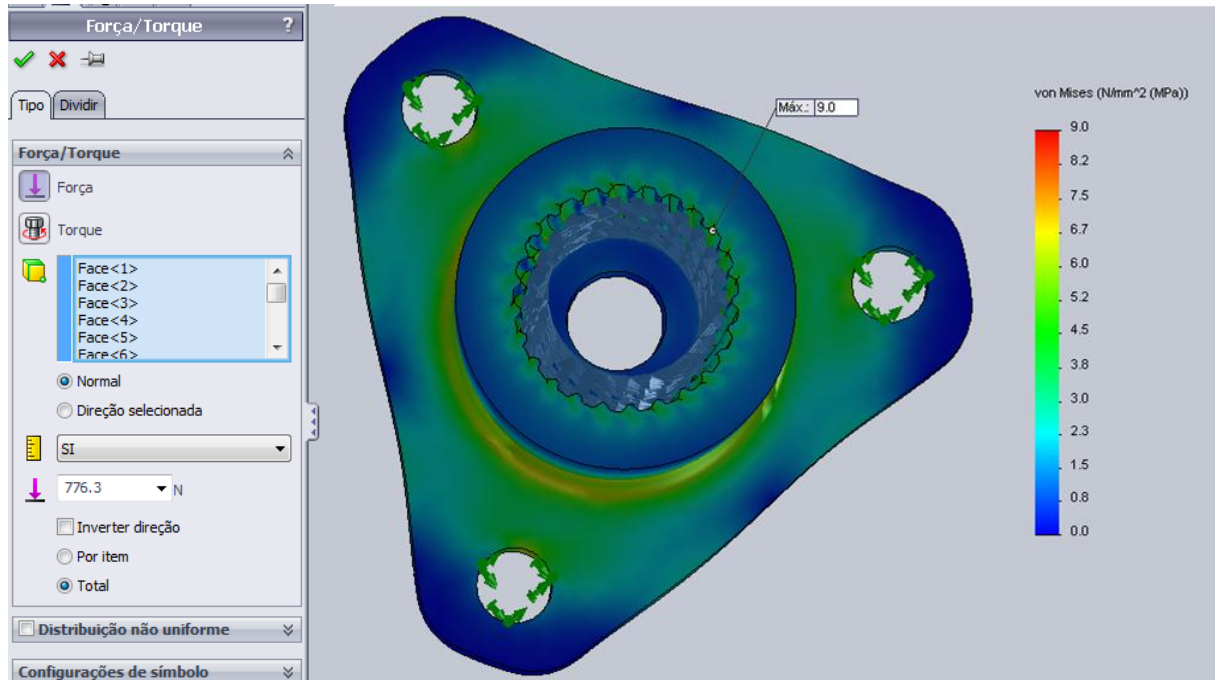 Força/Torque ?
Tipo Dividir
Força/Torque
Força
Torque
Face<1>
Face<2>
Face<3>
Face<4>
Face<5>
Face<6>
Normal
Direção selecionada
SI
776.3 N
Inverter direção
Por item
Total
Distribuição não uniforme
Configurações de símbolo
Máx.: 9.0
von Mises (N/mm^2 (MPa))
9.0
8.2
7.5
6.7
6.0
5.2
4.5
3.8
3.0
2.3
1.5
0.8
0.0